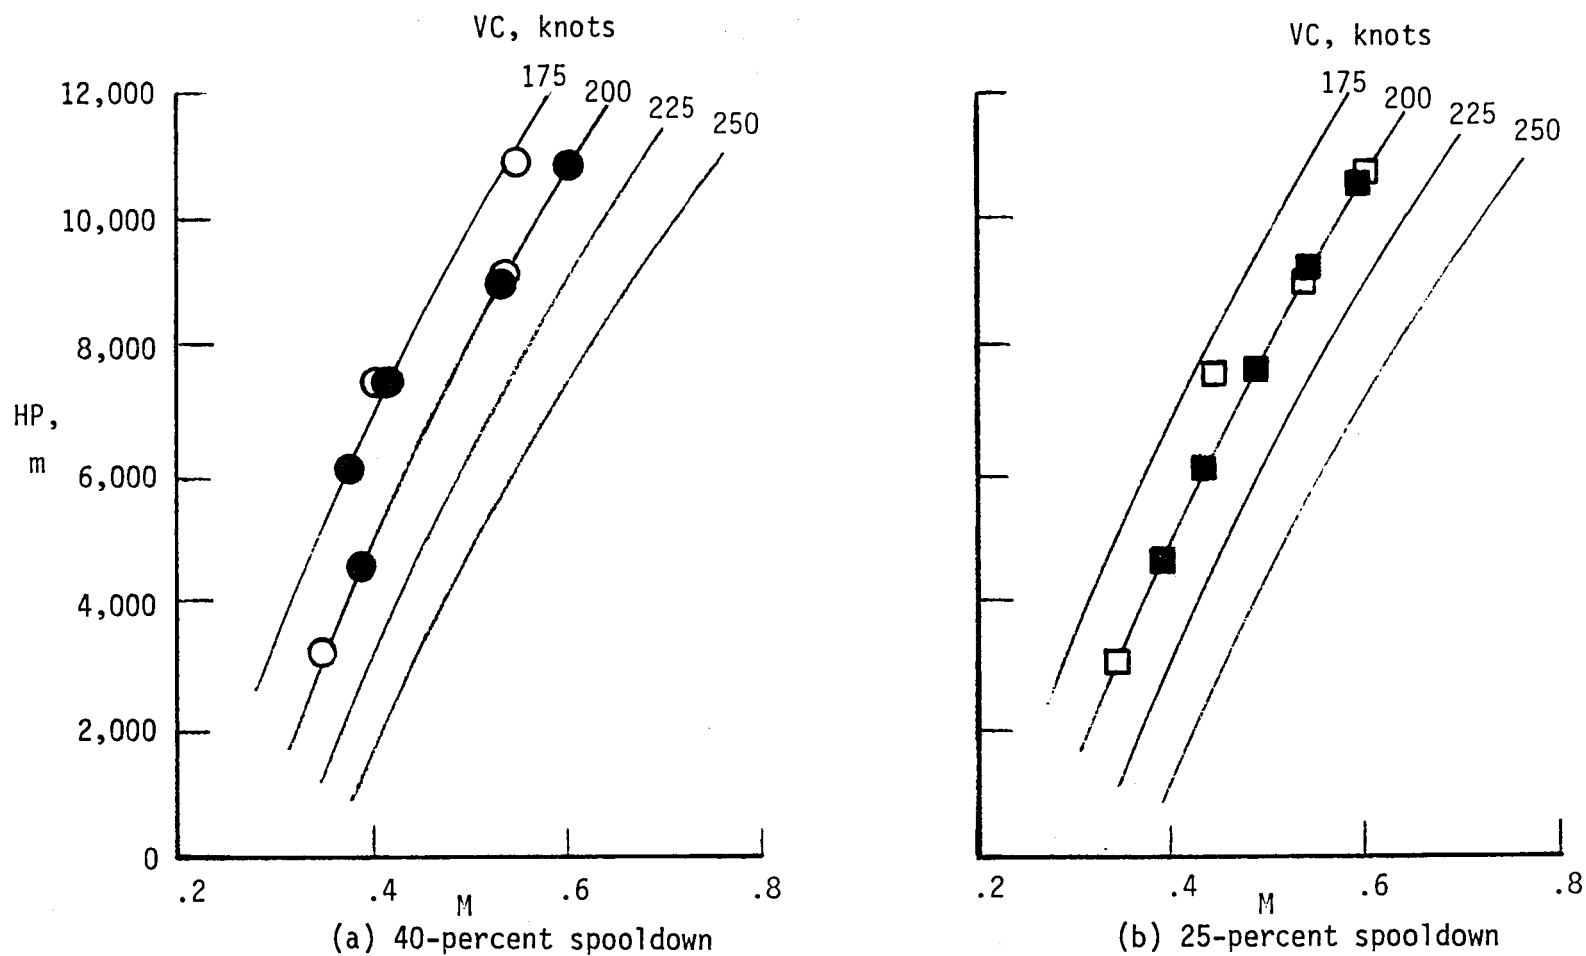 VC, knots
175
200
225
250
12,000
10,000
8,000
HP,
m
6,000
4,000
2,000
0
.2
.4
.6
.8
M
(a) 40-percent spooldown
VC, knots
175
200
225
250
.2
.4
.6
.8
M
(b) 25-percent spooldown